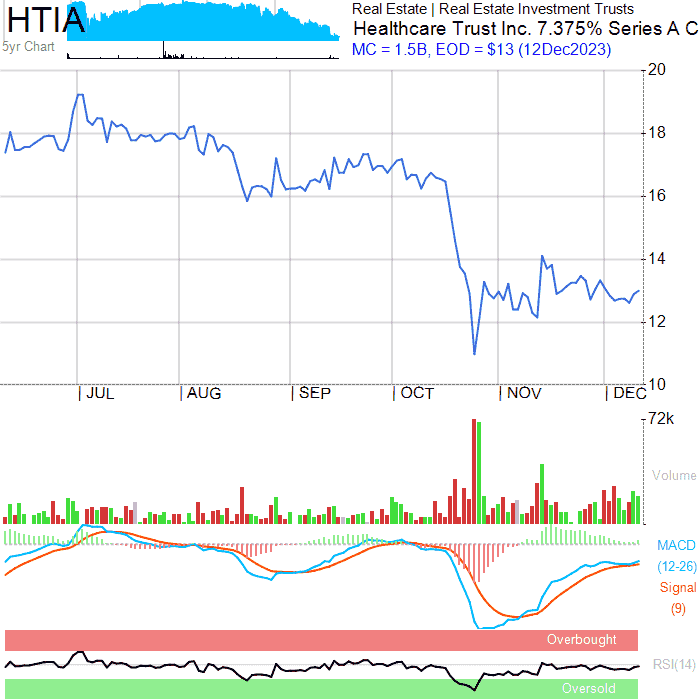 HTIA
Real Estate | Real Estate Investment Trusts
Healthcare Trust Inc. 7.375% Series A C
5yr Chart
MC = 1.5B, EOD = $13 (12Dec2023)
20
18
16
14
12
10
| JUL | AUG | SEP | OCT | NOV | DEC
72k
Volume
MACD
(12-26)
Signal
(9)
Overbought
RSI(14)
Oversold